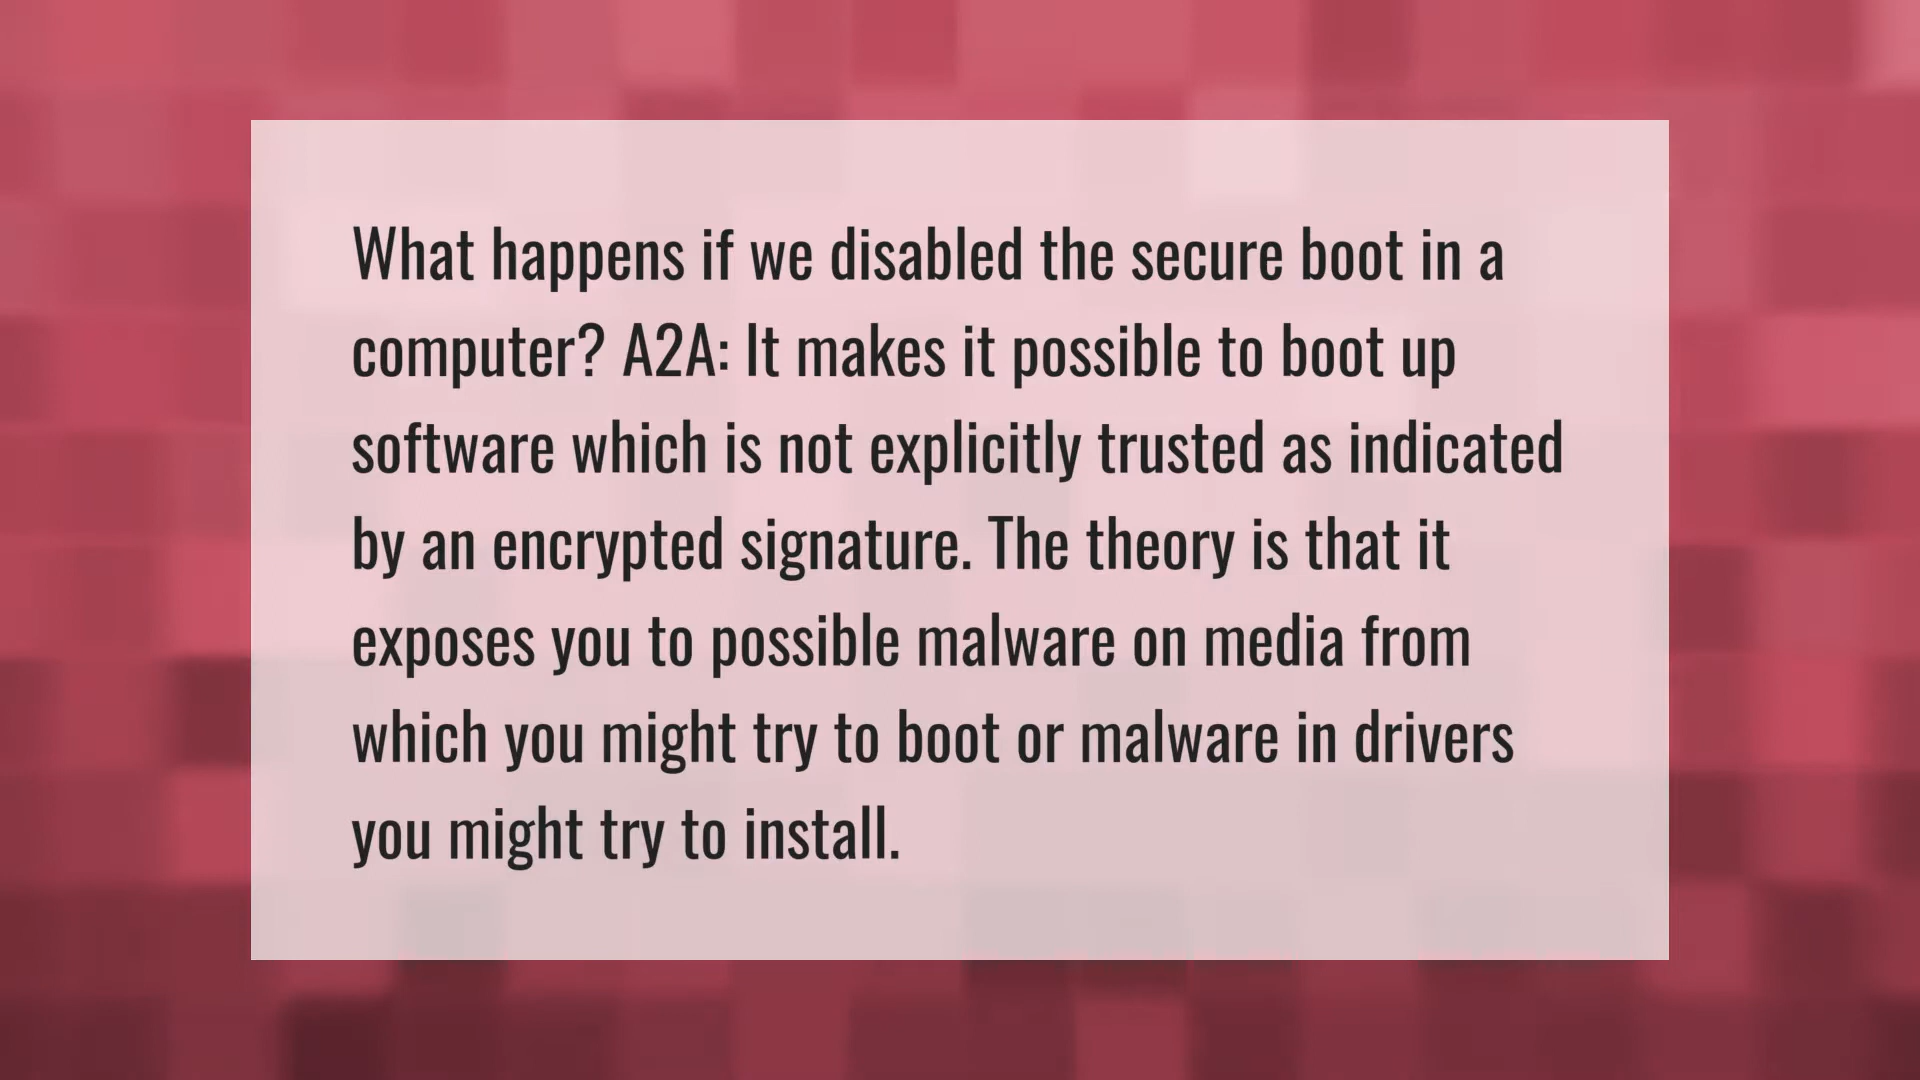 What happens if we disabled the secure boot in a
computer? A2A: It makes it possible to boot up
software which is not explicitly trusted as indicated
by an encrypted signature. The theory is that it
exposes you to possible malware on media from
which you might try to boot or malware in drivers
you might try to install.